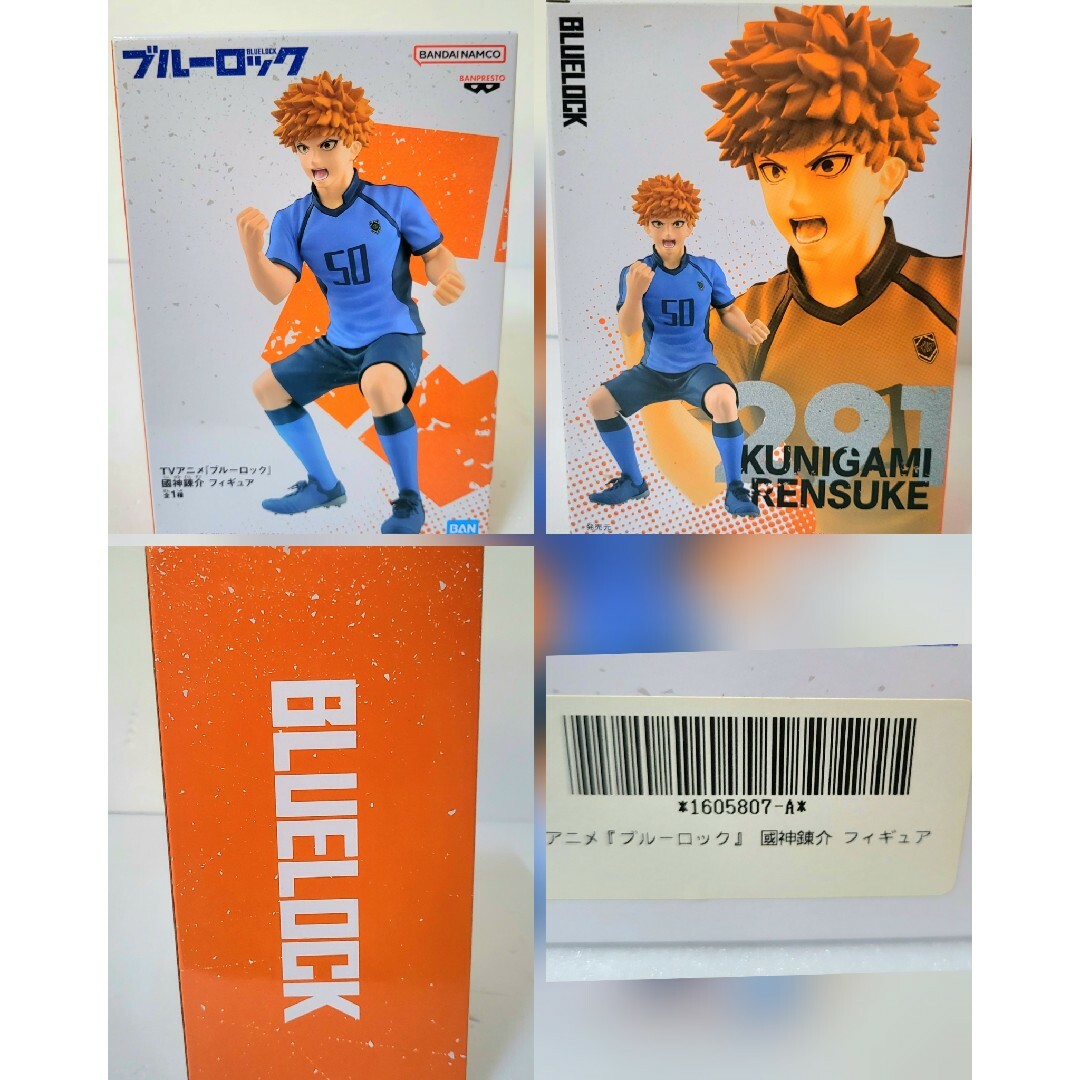 ブルーロック
BLUELOCK
BANDAI NAMCO
BANPRESTO
50
TVアニメ『ブルーロック』
國神錬介 フィギュア
全1種
BAN
BLUELOCK
50
291
KUNIGAMI
RENSUKE
発売元
BLUELOCK
*1605807-A*
アニメ『ブルーロック』 國神錬介 フィギュア